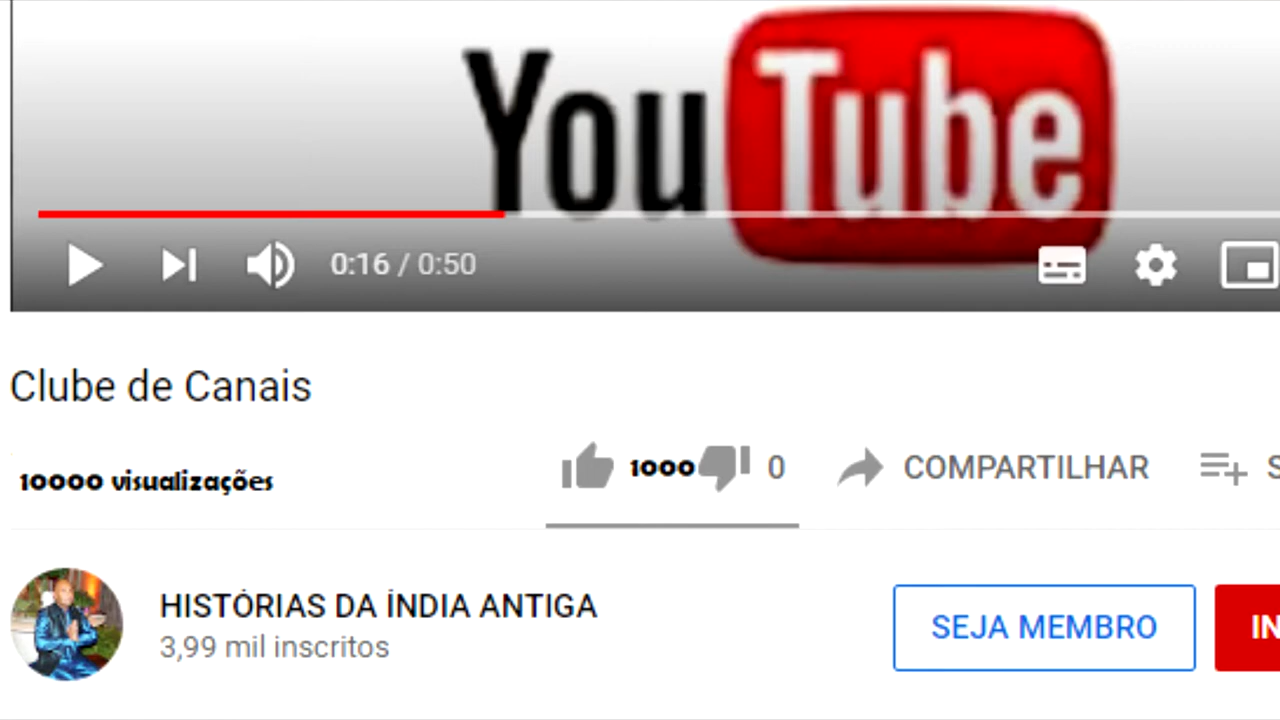 YouTube
0:16 / 0:50
Clube de Canais
10000 visualizações
1000 0 COMPARTILHAR S
HISTÓRIAS DA ÍNDIA ANTIGA
3,99 mil inscritos
SEJA MEMBRO
IN